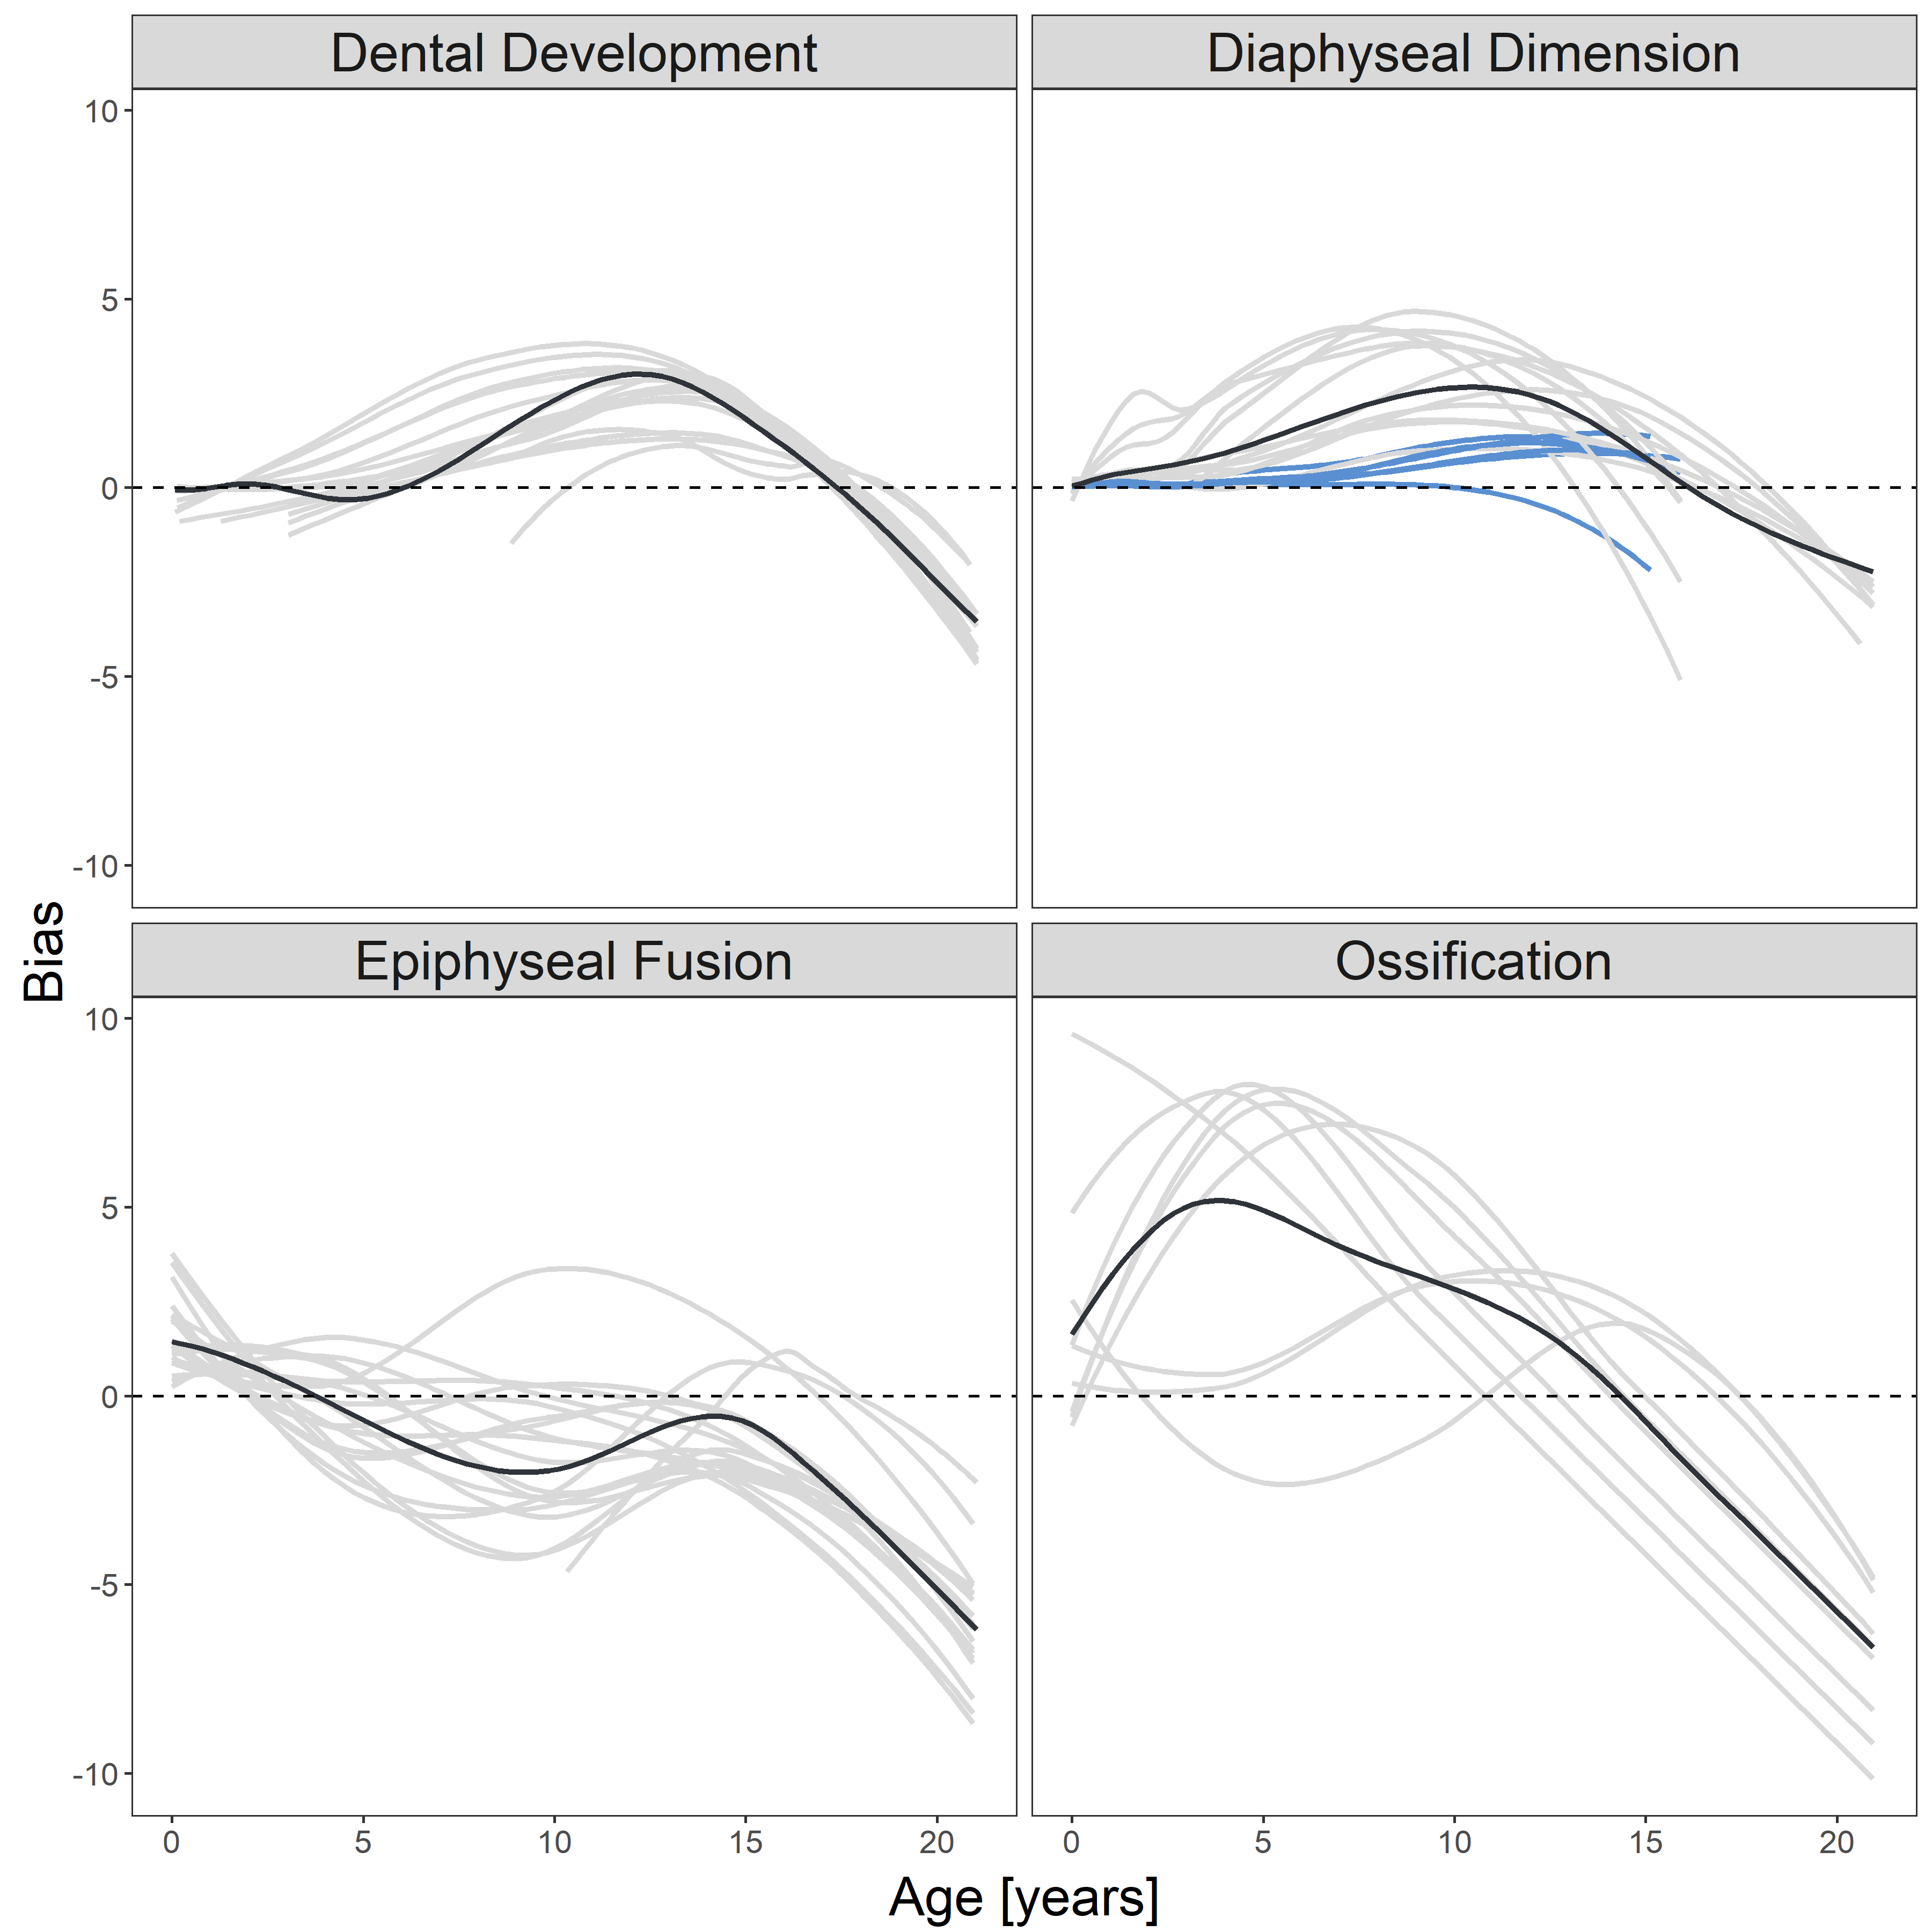 Dental Development
Diaphyseal Dimension
10
5
0
-5
-10
Bias
Epiphyseal Fusion
Ossification
10
5
0
-5
-10
0 5 10 15 20
0 5 10 15 20
Age [years]